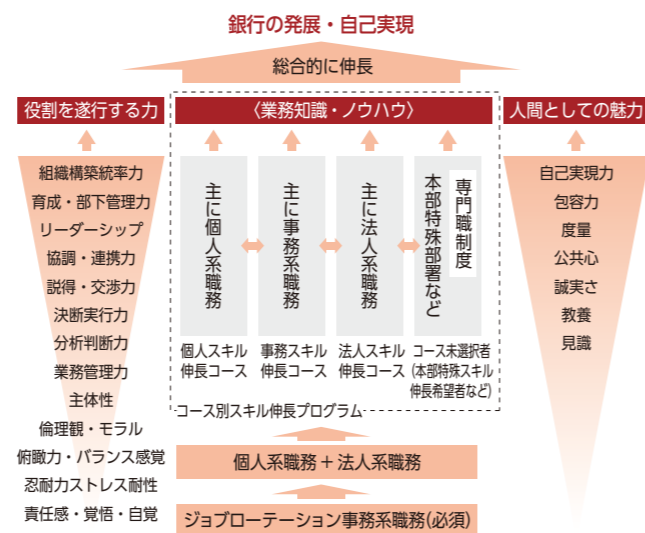 銀行の発展・自己実現
総合的に伸長
役割を遂行する力
〈業務知識・ノウハウ〉
人間としての魅力
組織構築統率力
育成・部下管理力
リーダーシップ
協調・連携力
説得・交渉力
決断実行力
分析判断力
業務管理力
主体性
倫理観・モラル
俯瞰力・バランス感覚
忍耐力ストレス耐性
責任感・覚悟・自覚
主に個人系職務
主に事務系職務
主に法人系職務
専門職制度
本部特殊部署など
個人スキル
伸長コース
事務スキル
伸長コース
法人スキル
伸長コース
コース未選択者
(本部特殊スキル
伸長希望者など)
コース別スキル伸長プログラム
個人系職務+法人系職務
ジョブローテーション事務系職務(必須)
自己実現力
包容力
度量
公共心
誠実さ
教養
見識